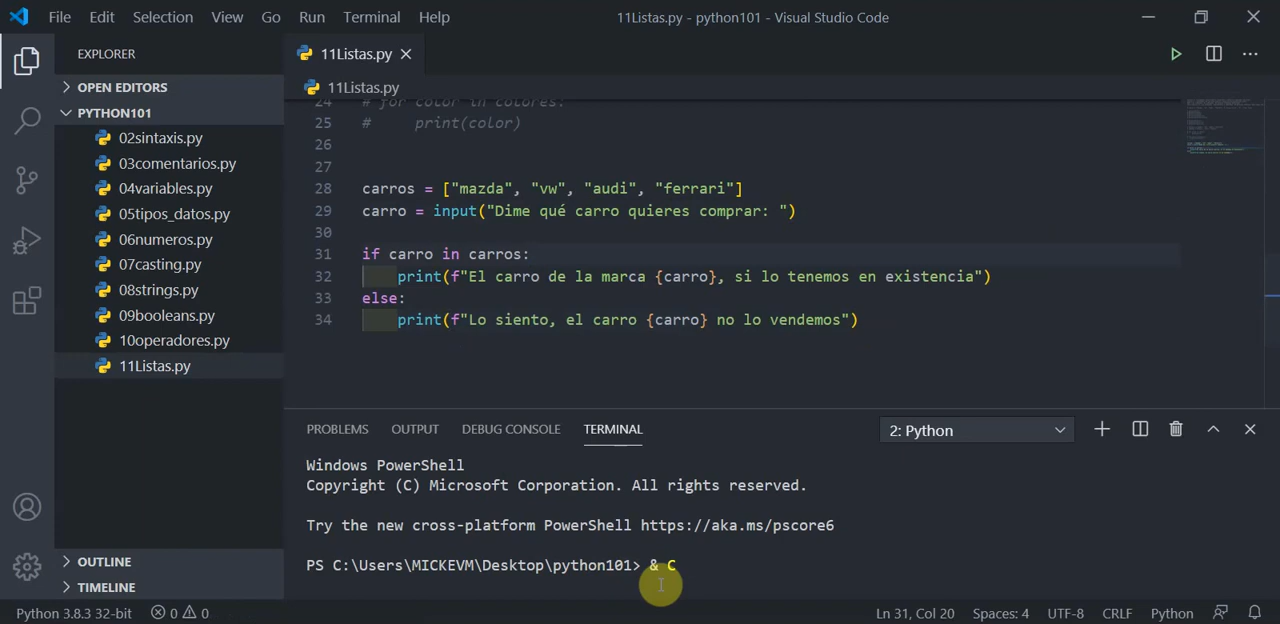 File Edit Selection View Go Run Terminal Help 11Listas.py - python101 - Visual Studio Code
EXPLORER
OPEN EDITORS
PYTHON101
02sintaxis.py
03comentarios.py
04variables.py
05tipos_datos.py
06numeros.py
07casting.py
08strings.py
09booleans.py
10operadores.py
11Listas.py
OUTLINE
TIMELINE
11Listas.py
11Listas.py
24 # for color in colores:
25 #     print(color)
26
27
28 carros = ["mazda", "vw", "audi", "ferrari"]
29 carro = input("Dime qué carro quieres comprar: ")
30
31 if carro in carros:
32     print(f"El carro de la marca {carro}, si lo tenemos en existencia")
33 else:
34     print(f"Lo siento, el carro {carro} no lo vendemos")
PROBLEMS OUTPUT DEBUG CONSOLE TERMINAL 2: Python
Windows PowerShell
Copyright (C) Microsoft Corporation. All rights reserved.
Try the new cross-platform PowerShell https://aka.ms/pscore6
PS C:\Users\MICKEVM\Desktop\python101> & C
Python 3.8.3 32-bit 0 0 Ln 31, Col 20 Spaces: 4 UTF-8 CRLF Python